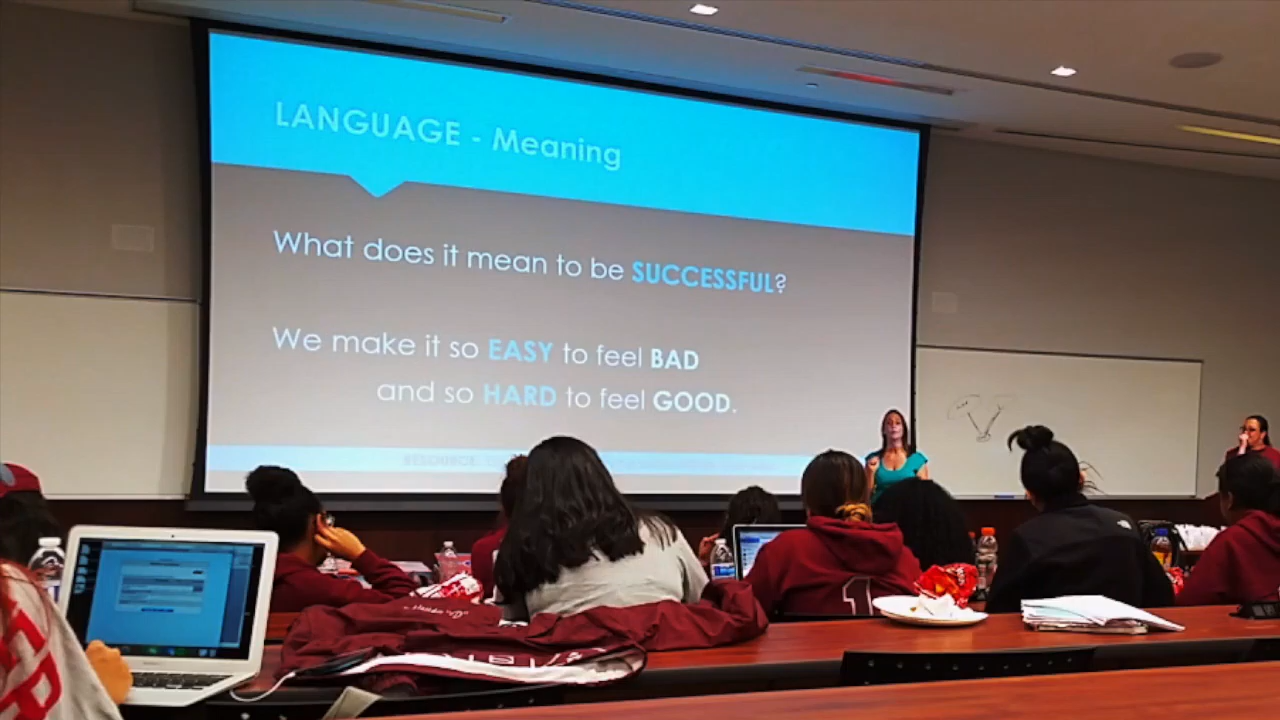 LANGUAGE - Meaning
What does it mean to be SUCCESSFUL?
We make it so EASY to feel BAD
and so HARD to feel GOOD.